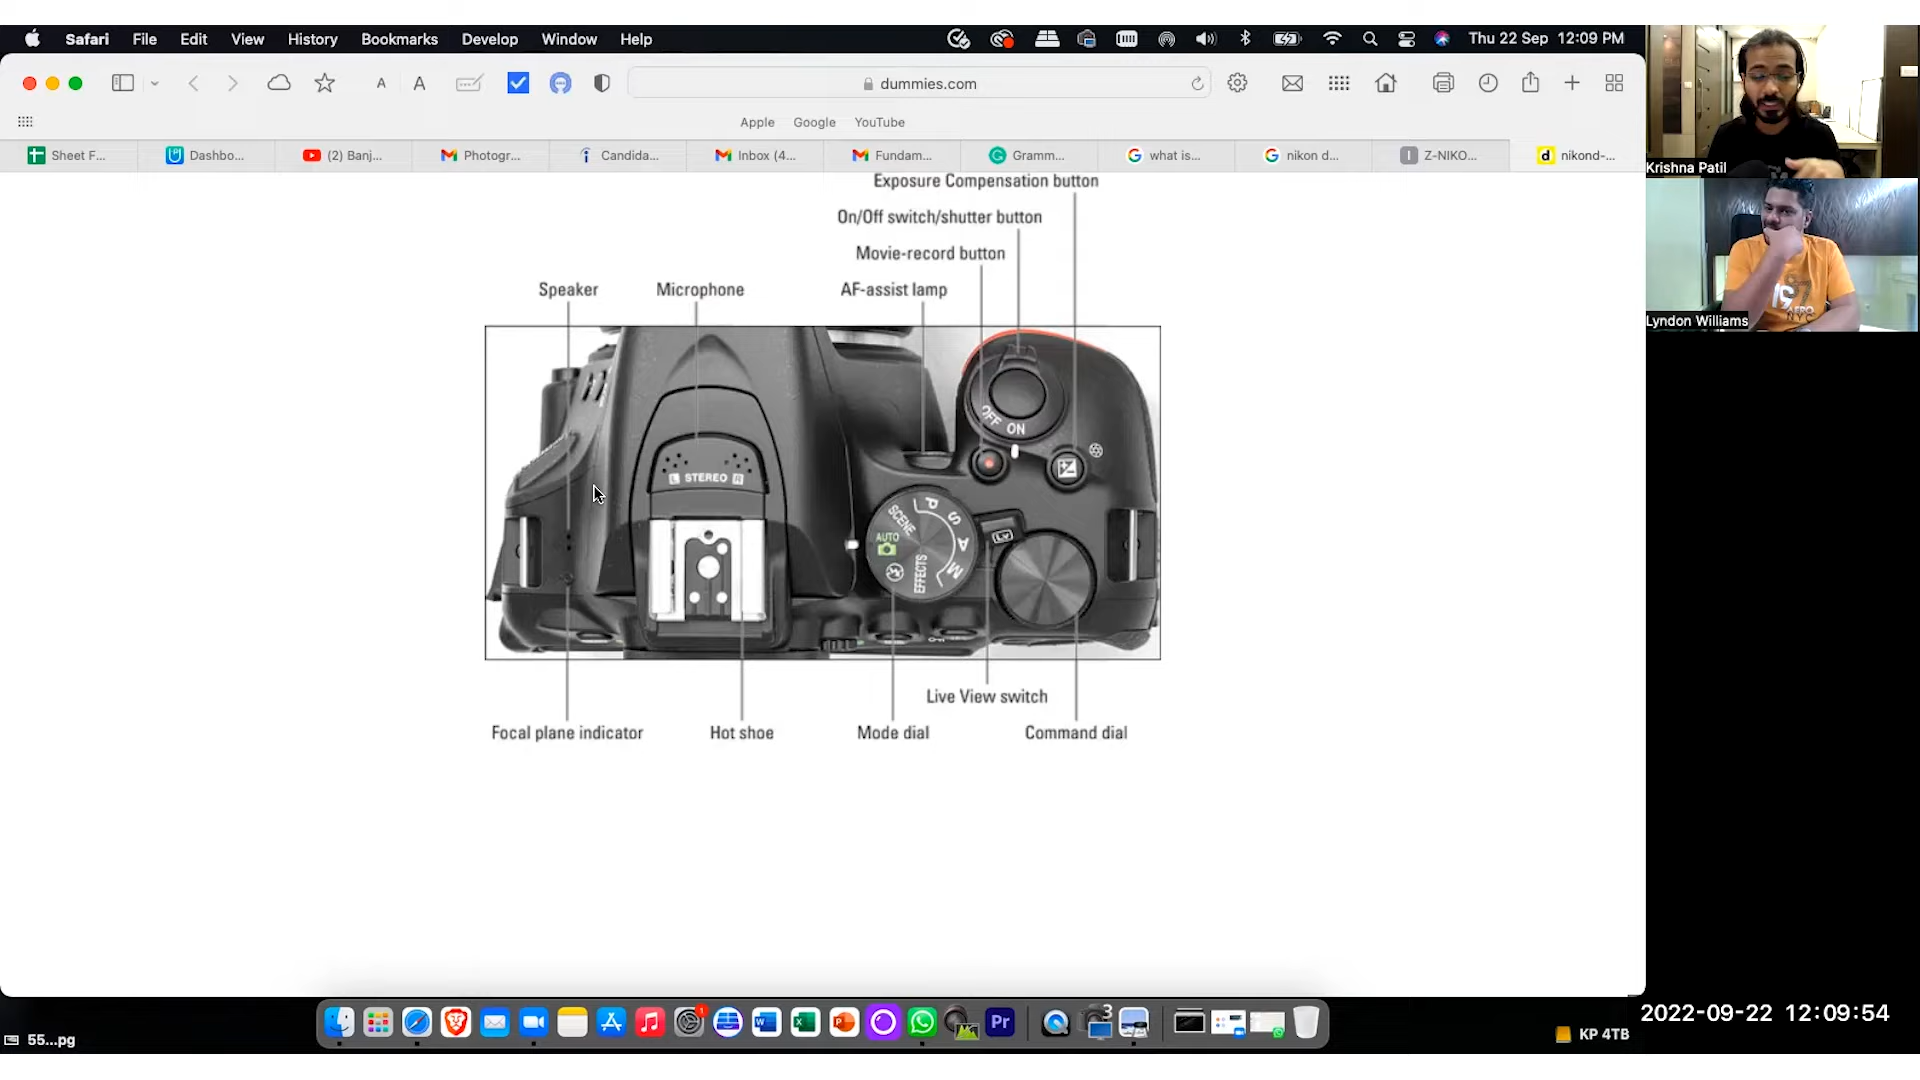 Safari File Edit View History Bookmarks Develop Window Help Thu 22 Sep 12:09 PM
A A dummies.com
Apple Google YouTube
Sheet F... Dashbo... (2) Banj... Photogr... Candida... Inbox (4... Fundam... Gramm... what is... nikon d... Z-NIKO... nikond-...
Krishna Patil
Exposure Compensation button
On/Off switch/shutter button
Movie-record button
Speaker Microphone AF-assist lamp
Lyndon Williams
OFF ON
L STEREO R
SCENE P S A M
AUTO
EFFECTS
Lv
Live View switch
Focal plane indicator Hot shoe Mode dial Command dial
1
3
W X P Pr
2022-09-22 12:09:54
55...pg
KP 4TB